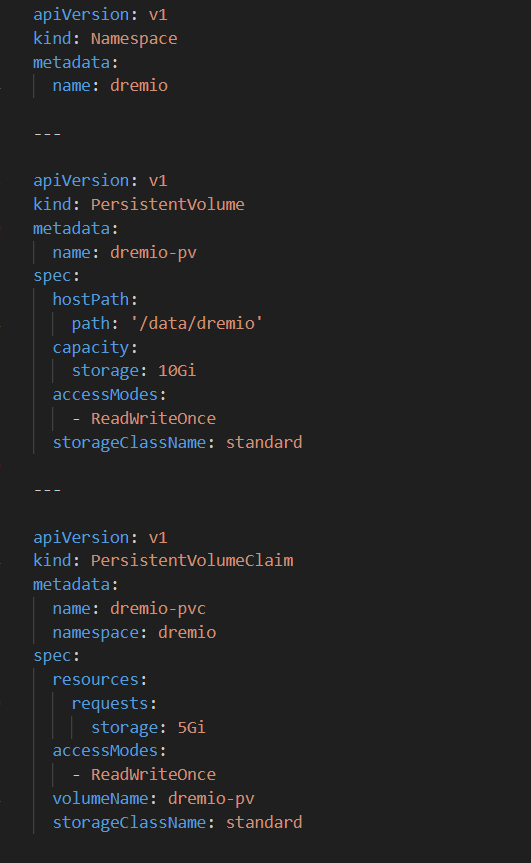 apiVersion: v1
kind: Namespace
metadata:
  name: dremio
---
apiVersion: v1
kind: PersistentVolume
metadata:
  name: dremio-pv
spec:
  hostPath:
    path: '/data/dremio'
  capacity:
    storage: 10Gi
  accessModes:
    - ReadWriteOnce
  storageClassName: standard
---
apiVersion: v1
kind: PersistentVolumeClaim
metadata:
  name: dremio-pvc
  namespace: dremio
spec:
  resources:
    requests:
      storage: 5Gi
  accessModes:
    - ReadWriteOnce
  volumeName: dremio-pv
  storageClassName: standard